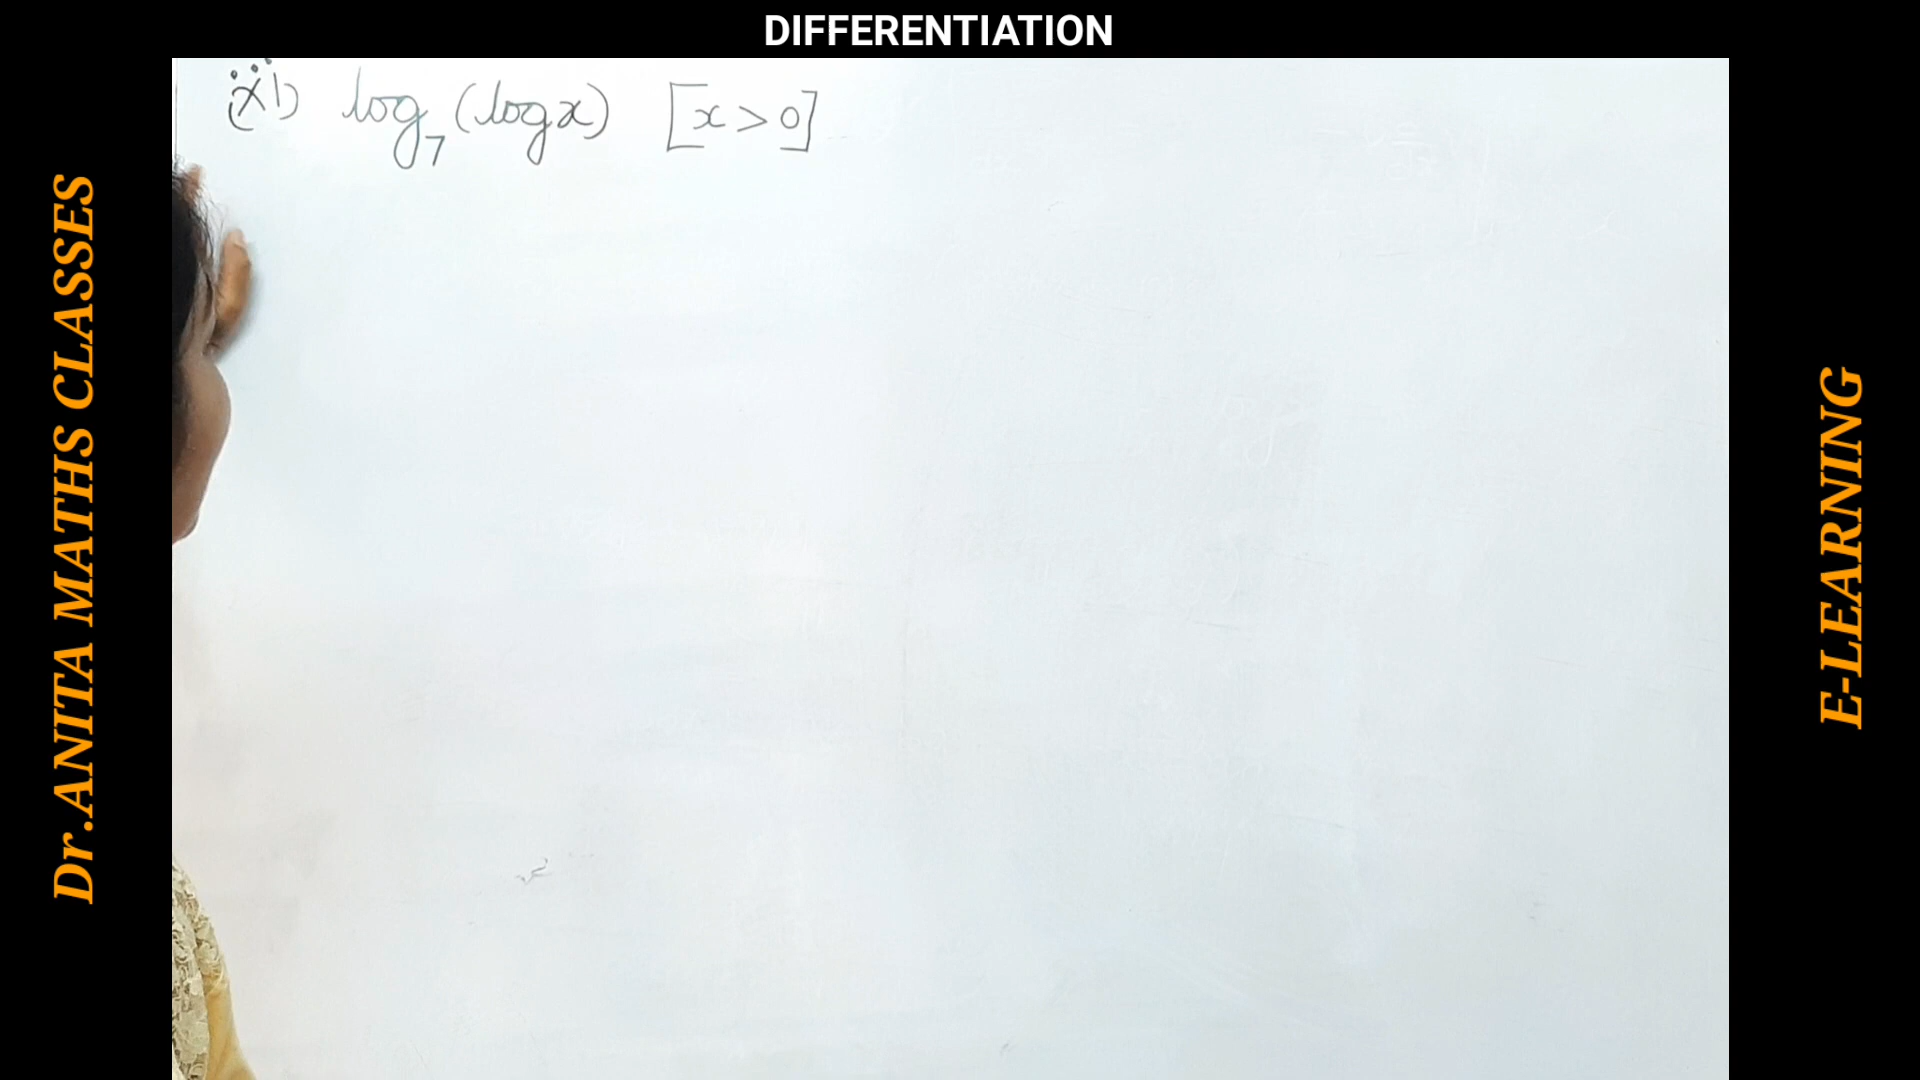 DIFFERENTIATION
(xi) log₇(log x) [x > 0]
Dr.ANITA MATHS CLASSES
E-LEARNING